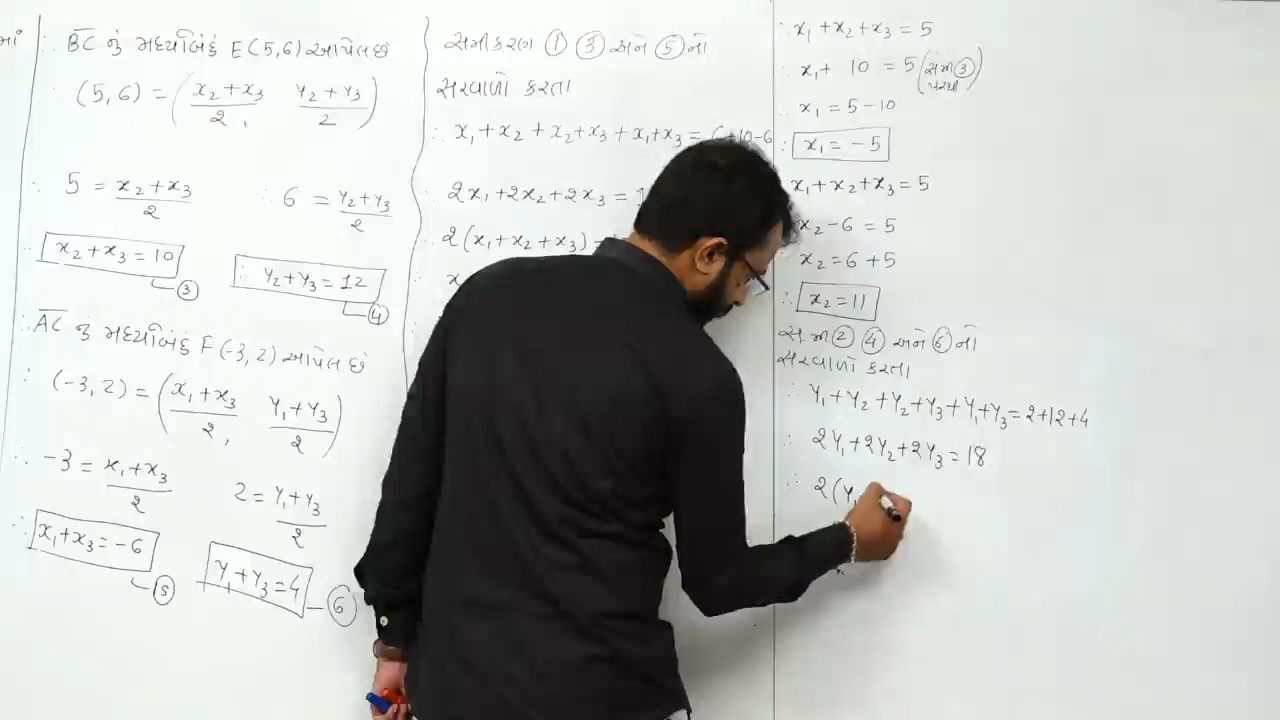 માં
∴ BC નું મધ્યબિંદુ E(5,6) આપેલ છે
(5,6) = (x₂+x₃/2, y₂+y₃/2)
∴ 5 = x₂+x₃/2 ∴ 6 = y₂+y₃/2
∴ x₂+x₃=10 —③ ∴ y₂+y₃=12 —④
∴ AC નું મધ્યબિંદુ F(-3,2) આપેલ છે
∴ (-3,2) = (x₁+x₃/2, y₁+y₃/2)
∴ -3 = x₁+x₃/2 2 = y₁+y₃/2
∴ x₁+x₃=-6 —⑤ y₁+y₃=4 —⑥
સમીકરણ ① ③ અને ⑤ નો
સરવાળો કરતા
∴ x₁+x₂+x₂+x₃+x₁+x₃= 6+10-6
2x₁+2x₂+2x₃ = 1
2(x₁+x₂+x₃) =
∴ x
∴ x₁+x₂+x₃ = 5
∴ x₁+ 10 = 5 (સમી ③ પરથી)
∴ x₁ = 5-10
∴ x₁ = -5
x₁+x₂+x₃=5
x₂-6 = 5
x₂=6+5
∴ x₂=11
સમી ② ④ અને ⑥ નો
સરવાળો કરતા
∴ y₁+y₂+y₂+y₃+y₁+y₃=2+12+4
∴ 2y₁+2y₂+2y₃=18
∴ 2(y₁